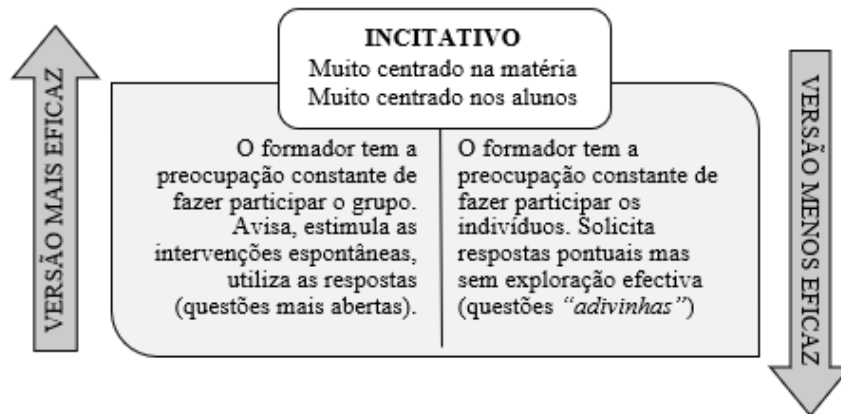 VERSÃO MAIS EFICAZ
INCITATIVO
Muito centrado na matéria
Muito centrado nos alunos
O formador tem a
preocupação constante de
fazer participar o grupo.
Avisa, estimula as
intervenções espontâneas,
utiliza as respostas
(questões mais abertas).
O formador tem a
preocupação constante de
fazer participar os
indivíduos. Solicita
respostas pontuais mas
sem exploração efectiva
(questões “adivinhas”)
VERSÃO MENOS EFICAZ